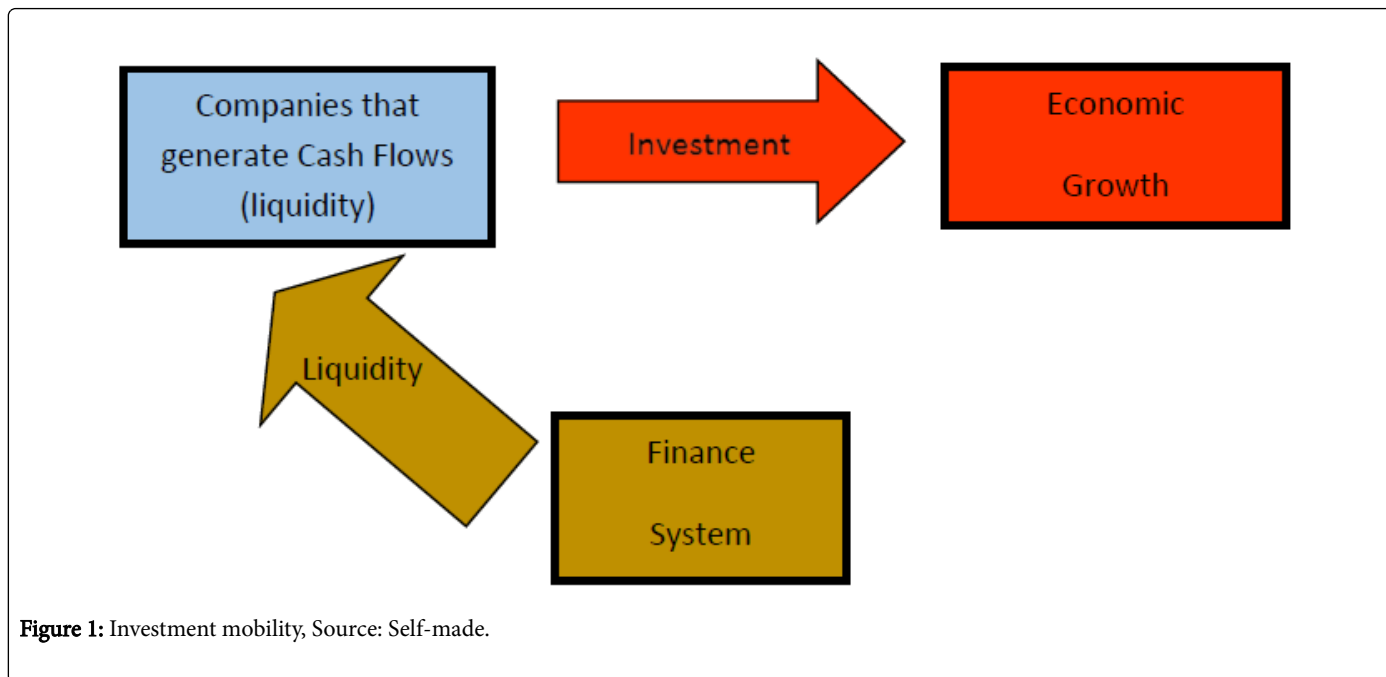 Companies that
generate Cash Flows
(liquidity)
Investment
Economic
Growth
Liquidity
Finance
System
Figure 1: Investment mobility, Source: Self-made.